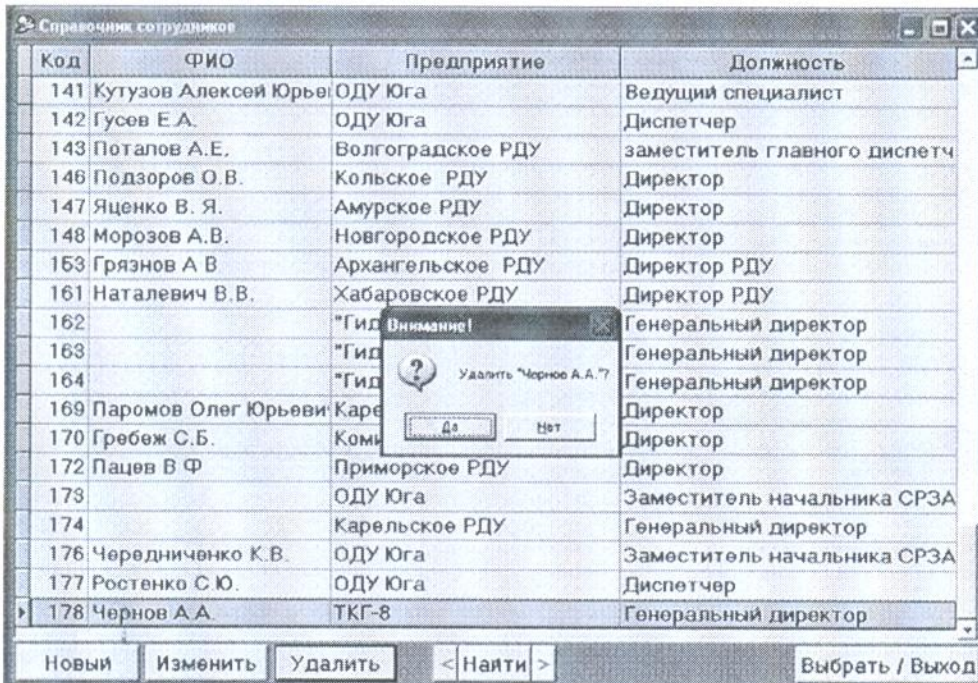 Справочник сотрудников
Код ФИО Предприятие Должность
141 Кутузов Алексей Юрье ОДУ Юга Ведущий специалист
142 Гусев Е.А. ОДУ Юга Диспетчер
143 Поталов А.Е, Волгоградское РДУ заместитель главного диспетч
146 Подзоров О.В. Кольское РДУ Директор
147 Яценко В. Я. Амурское РДУ Директор
148 Морозов А.В. Новгородское РДУ Директор
153 Грязнов А В Архангельское РДУ Директор РДУ
161 Наталевич В.В. Хабаровское РДУ Директор РДУ
162 "Гид Генеральный директор
163 "Гид Генеральный директор
164 "Гид Генеральный директор
169 Паромов Олег Юрьеви Каре Директор
170 Гребеж С.Б. Коми Директор
172 Пацев В Ф Приморское РДУ Директор
173 ОДУ Юга Заместитель начальника СРЗА
174 Карельское РДУ Генеральный директор
176 Чередниченко К.В. ОДУ Юга Заместитель начальника СРЗА
177 Ростенко С.Ю. ОДУ Юга Диспетчер
178 Чернов А.А. ТКГ-8 Генеральный директор
Внимание!
Удалить "Чернов А.А."?
Да Нет
Новый Изменить Удалить < Найти > Выбрать / Выход